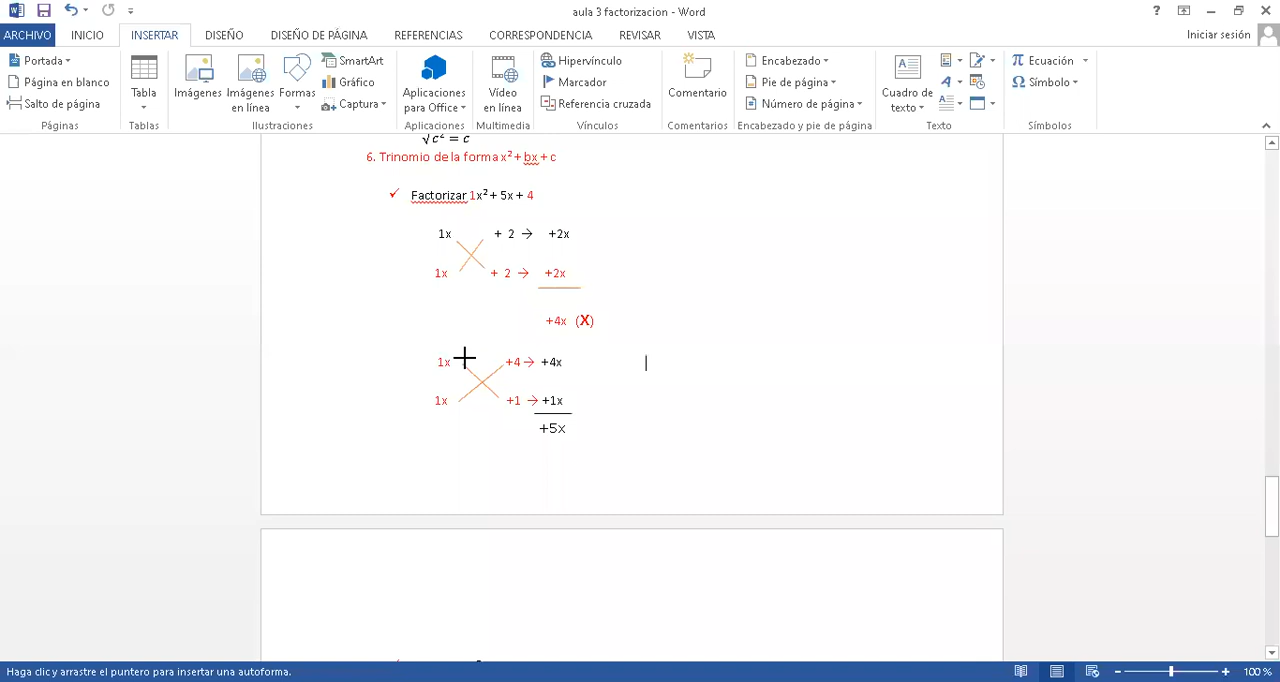 aula 3 factorizacion - Word
?
ARCHIVO INICIO INSERTAR DISEÑO DISEÑO DE PÁGINA REFERENCIAS CORRESPONDENCIA REVISAR VISTA Iniciar sesión
Portada
Página en blanco
Salto de página
Páginas
Tabla
Tablas
Imágenes
Imágenes en línea
Formas
SmartArt
Gráfico
Captura
Ilustraciones
Aplicaciones para Office
Aplicaciones
Vídeo en línea
Multimedia
Hipervínculo
Marcador
Referencia cruzada
Vínculos
Comentario
Comentarios
Encabezado
Pie de página
Número de página
Encabezado y pie de página
Cuadro de texto
Texto
π Ecuación
Ω Símbolo
Símbolos
√c² = c
6. Trinomio de la forma x² + bx + c
✓ Factorizar 1x² + 5x + 4
1x + 2 → +2x
1x + 2 → +2x
+4x (X)
1x +4 → +4x
1x +1 → +1x
+5x
Haga clic y arrastre el puntero para insertar una autoforma.
100 %